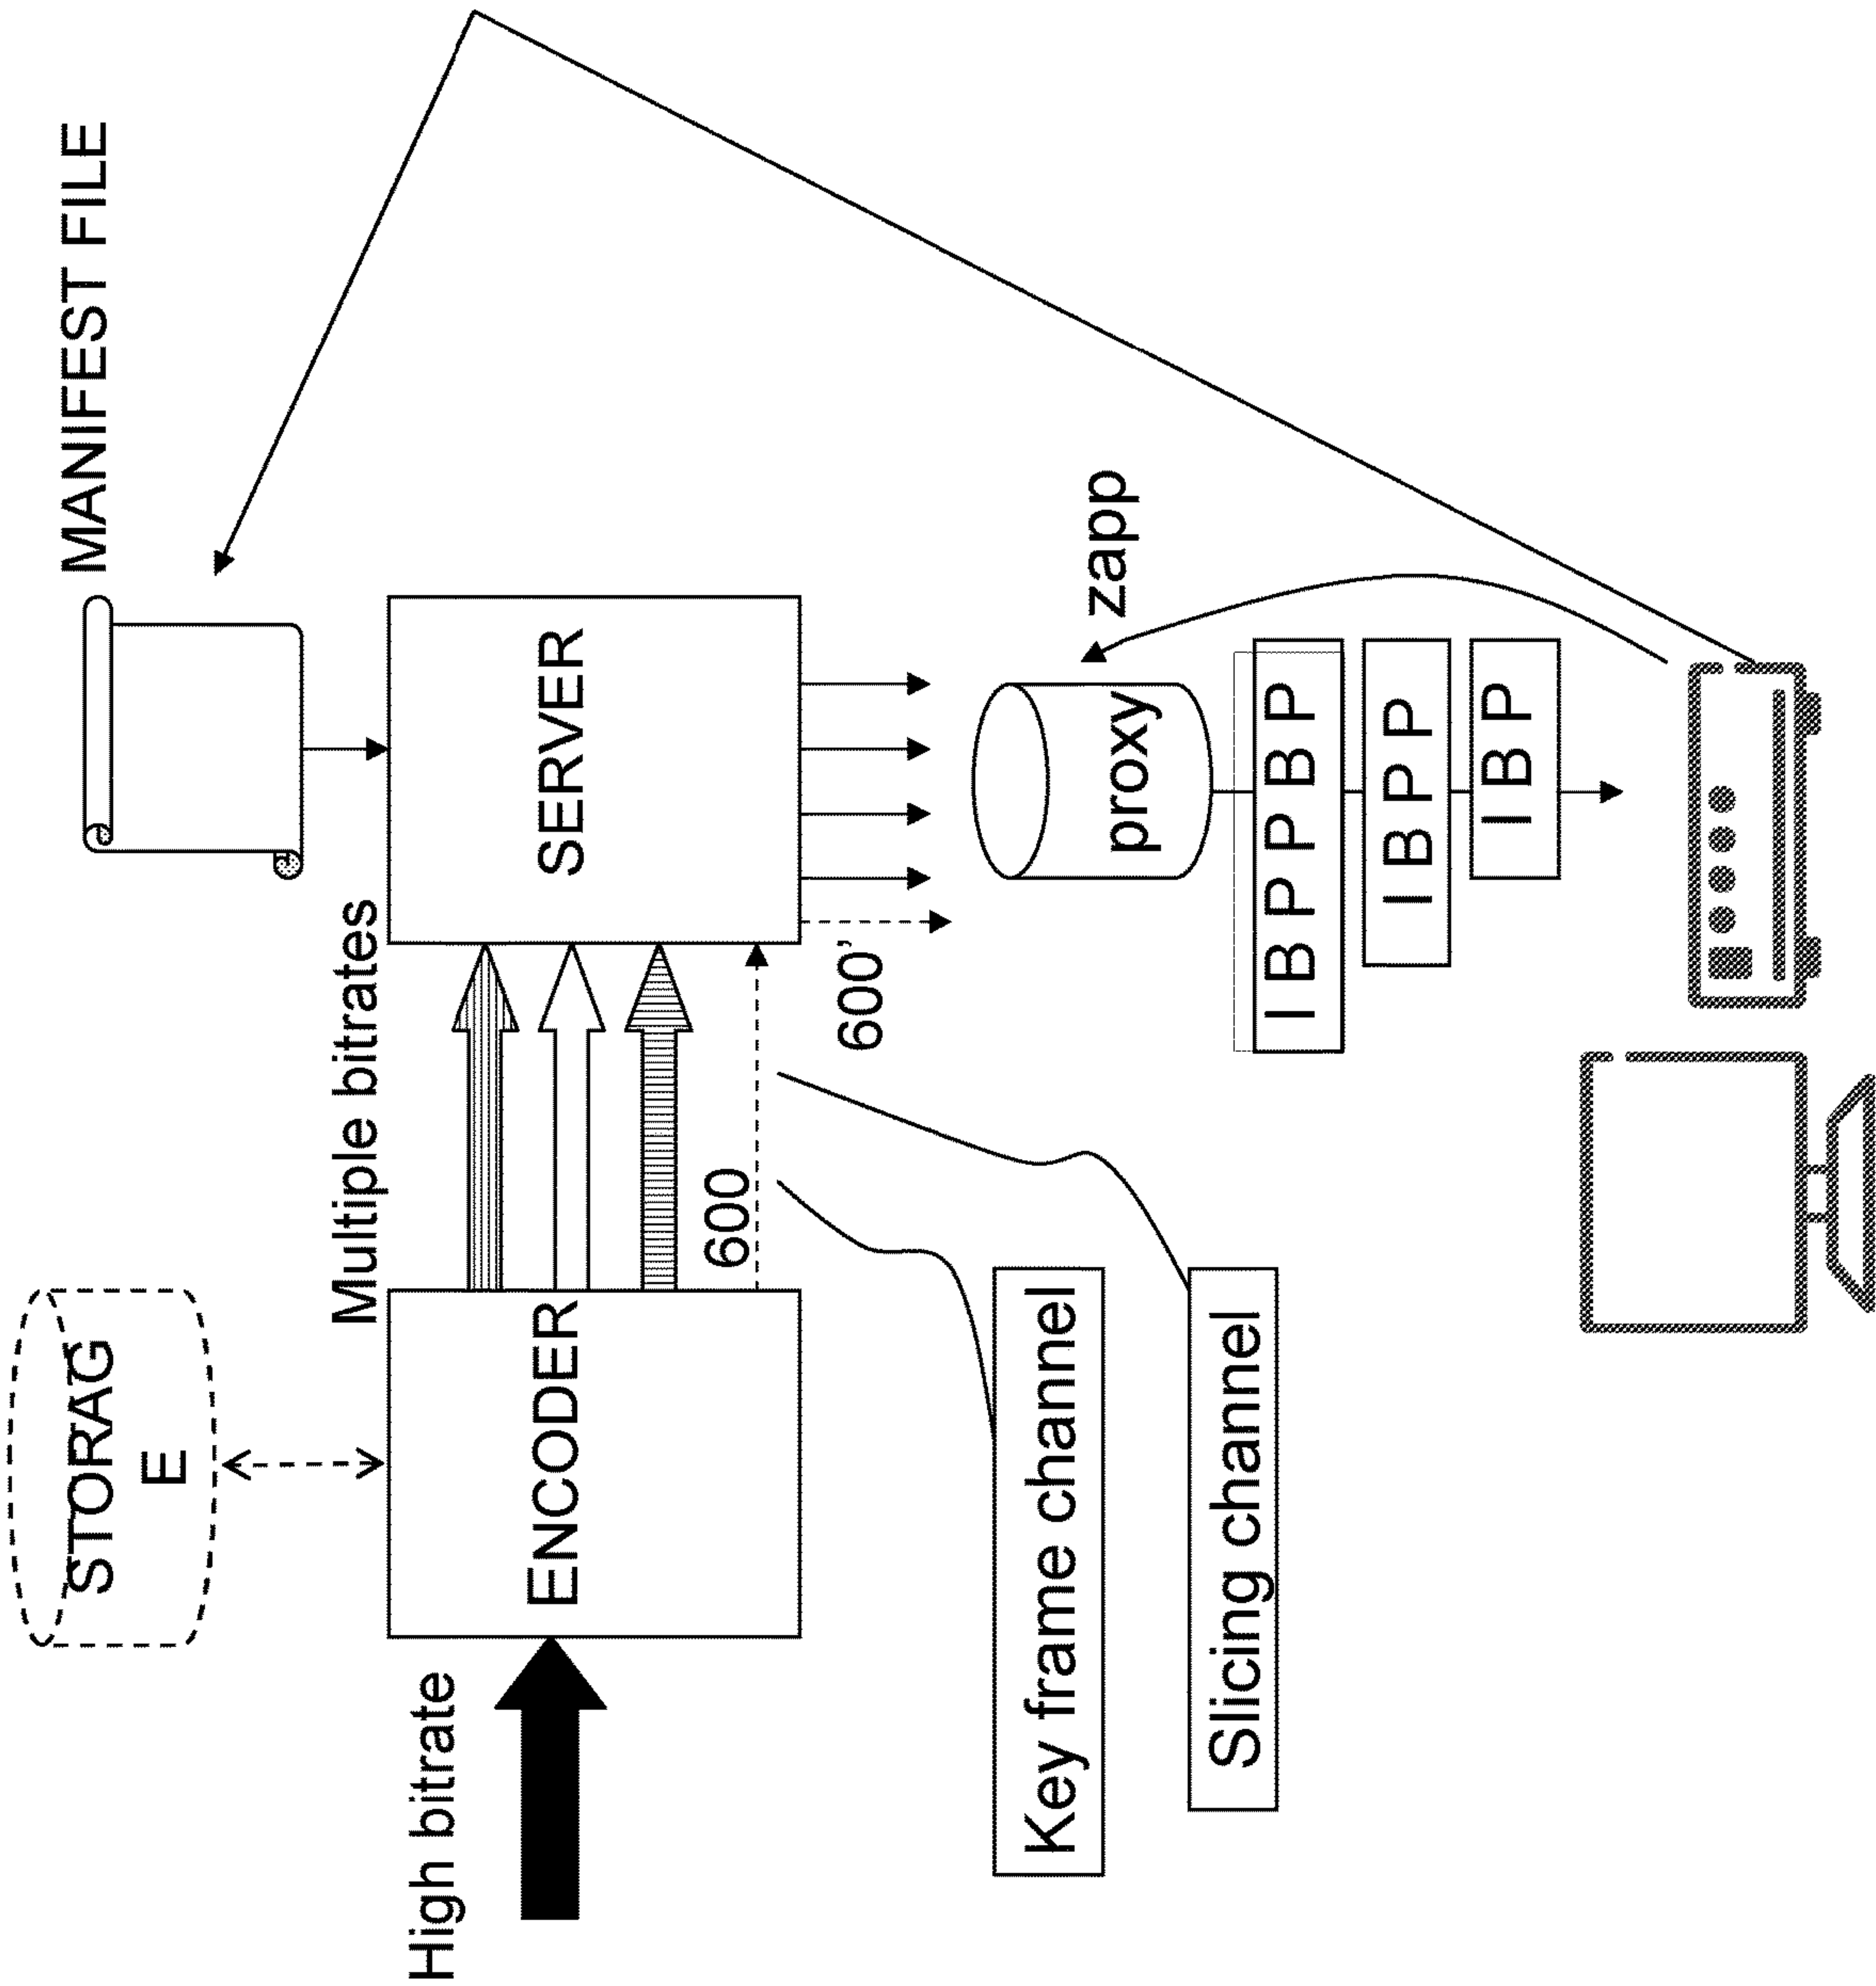 MANIFEST FILE
STORAG
E
Multiple bitrates
High bitrate
ENCODER
SERVER
600
600'
zapp
proxy
Key frame channel
Slicing channel
I B P P B P
I B P P
I B P